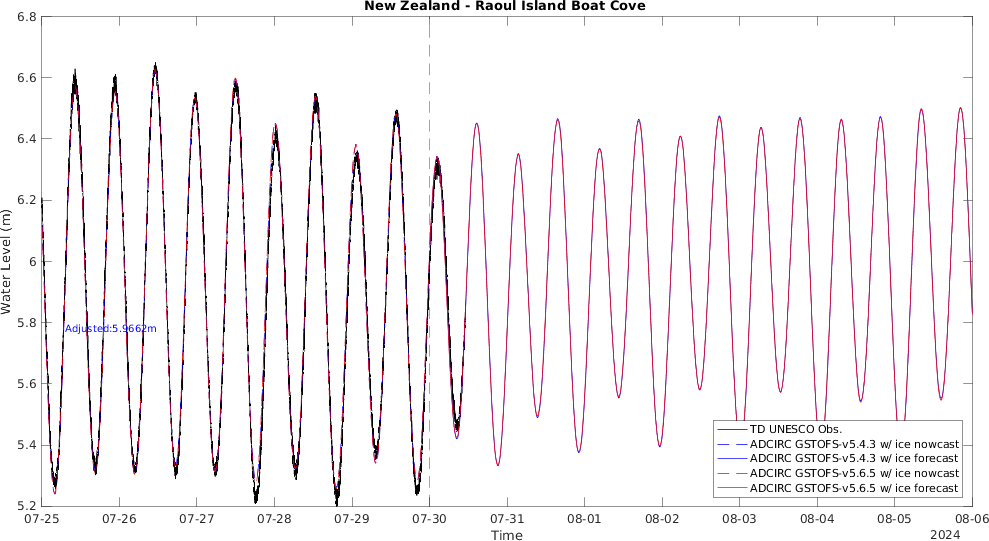 New Zealand - Raoul Island Boat Cove
Water Level (m)
6.8
6.6
6.4
6.2
6
5.8
5.6
5.4
5.2
Adjusted:5.9662m
TD UNESCO Obs.
ADCIRC GSTOFS-v5.4.3 w/ ice nowcast
ADCIRC GSTOFS-v5.4.3 w/ ice forecast
ADCIRC GSTOFS-v5.6.5 w/ ice nowcast
ADCIRC GSTOFS-v5.6.5 w/ ice forecast
07-25 07-26 07-27 07-28 07-29 07-30 07-31 08-01 08-02 08-03 08-04 08-05 08-06
Time
2024